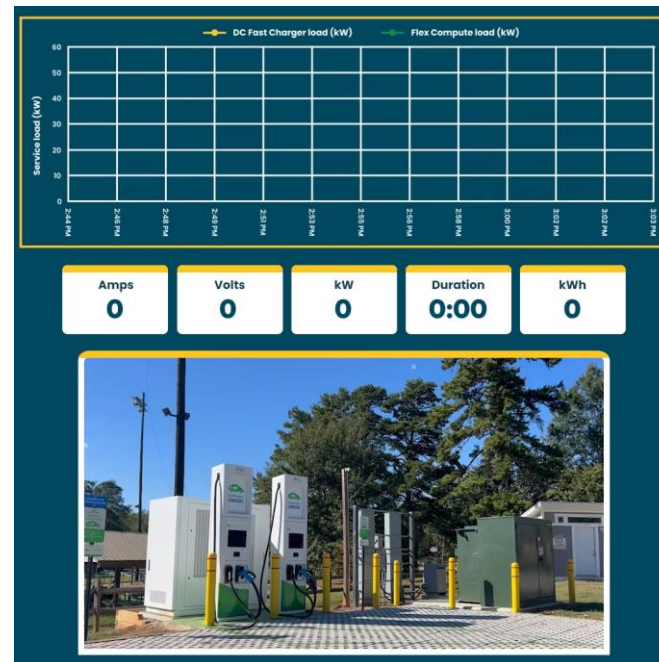 DC Fast Charger load (kW) Flex Compute load (kW)
Service load (kW)
60
50
40
30
20
10
0
2:44 PM 2:46 PM 2:48 PM 2:49 PM 2:51 PM 2:53 PM 2:55 PM 2:56 PM 2:58 PM 3:00 PM 3:02 PM 3:02 PM 3:03 PM
Amps Volts kW Duration kWh
0 0 0 0:00 0